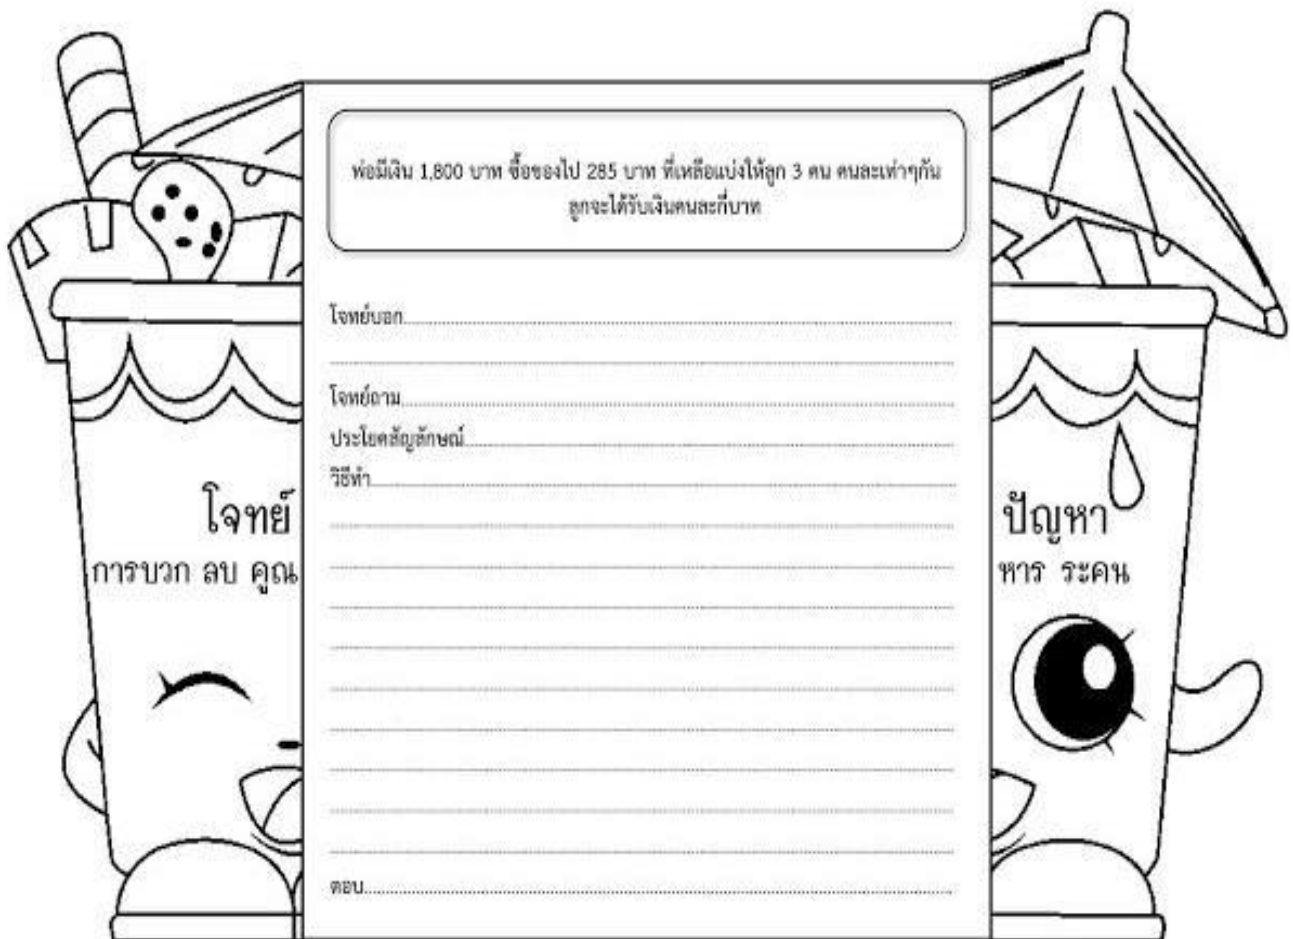 พ่อมีเงิน 1,800 บาท ซื้อของไป 285 บาท ที่เหลือแบ่งให้ลูก 3 คน คนละเท่าๆกัน
ลูกจะได้รับเงินคนละกี่บาท
โจทย์บอก
โจทย์ถาม
ประโยคสัญลักษณ์
วิธีทำ
โจทย์ ปัญหา
การบวก ลบ คูณ หาร ระคน
ตอบ